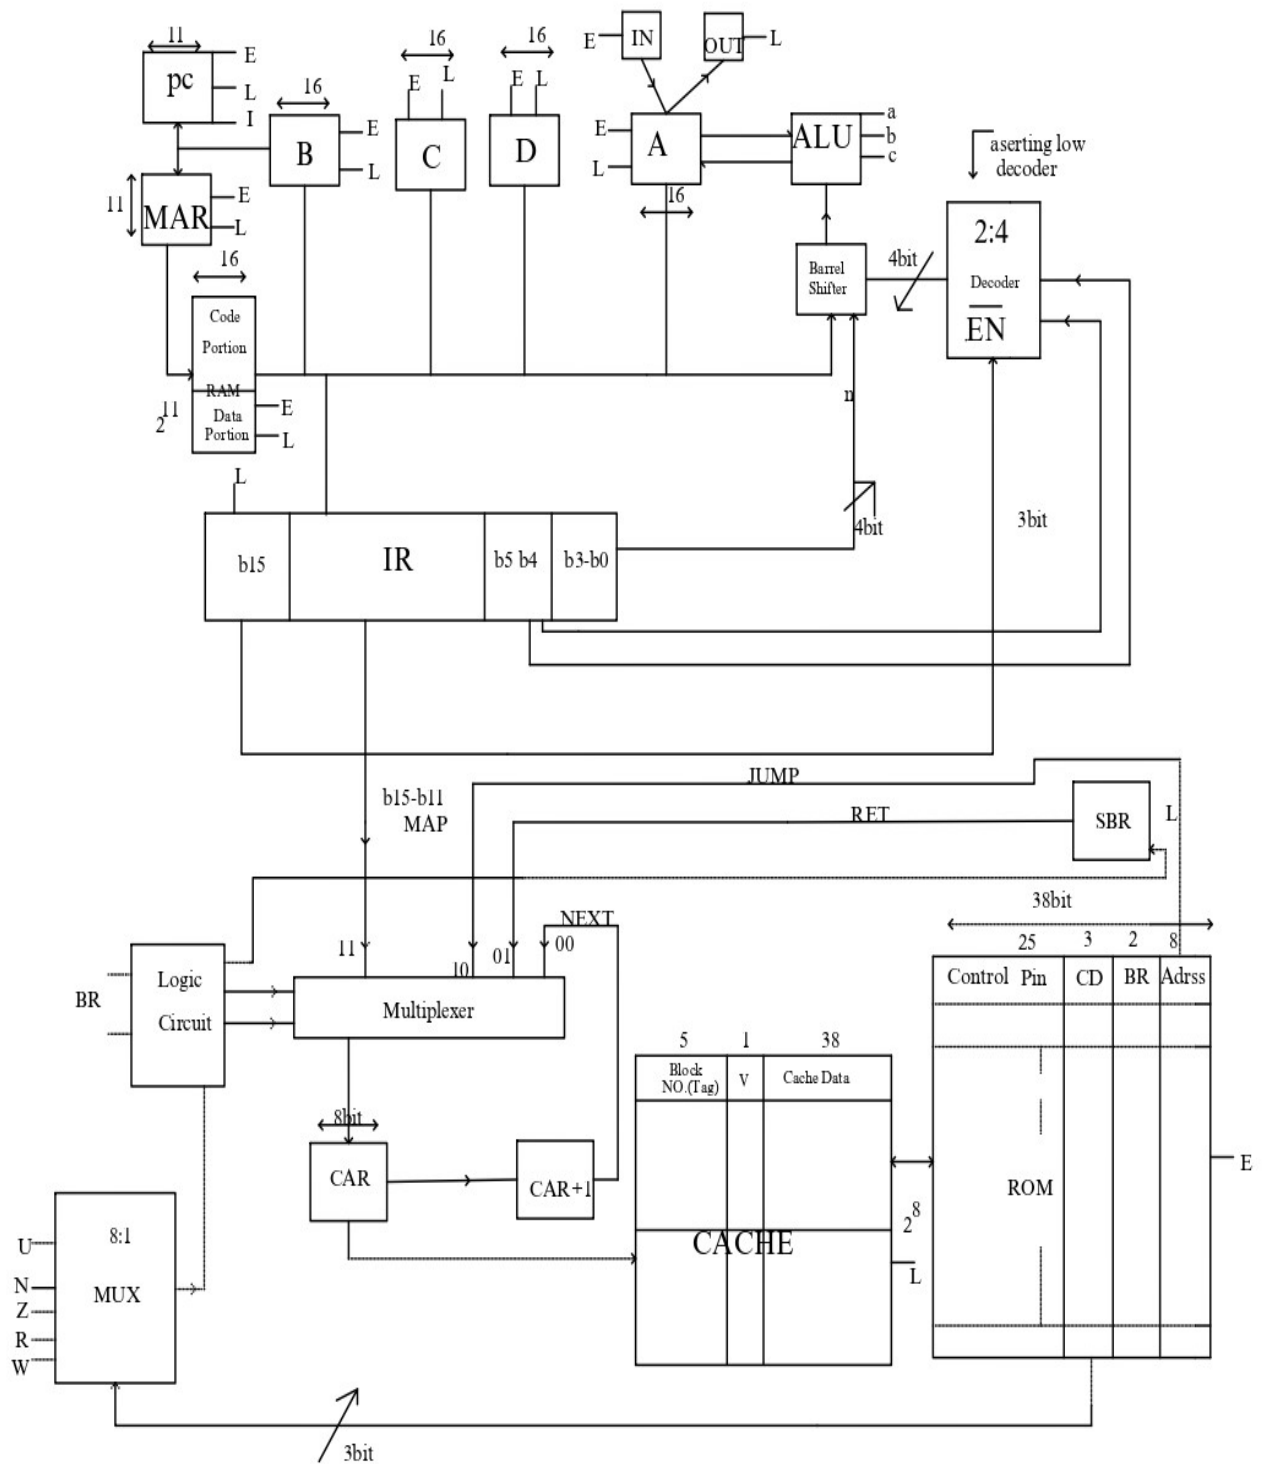 11
pc
E
L
I
16
B
E
L
16
E
L
C
16
E
L
D
E
IN
OUT
L
E
L
A
16
ALU
a
b
c
aserting low
decoder
11
MAR
E
L
16
Code
Portion
RAM
Data
Portion
2^11
E
L
Barrel
Shifter
4bit
2:4
Decoder
EN
n
4bit
3bit
L
b15
IR
b5 b4
b3-b0
b15-b11
MAP
JUMP
RET
SBR
L
NEXT
11
10
01
00
BR
Logic
Circuit
Multiplexer
38bit
25
3
2
8
Control Pin
CD
BR
Adrss
ROM
E
5
1
38
Block
NO.(Tag)
V
Cache Data
CACHE
2^8
L
8bit
CAR
CAR+1
8:1
MUX
U
N
Z
R
W
3bit